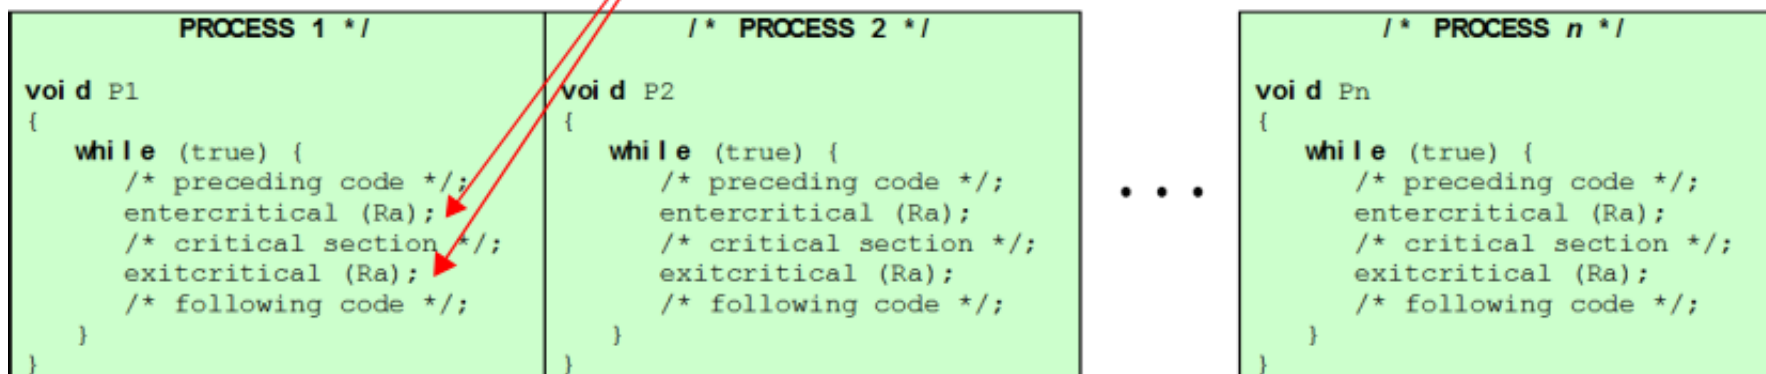 PROCESS 1 */
void P1
{
while (true) {
/* preceding code */;
entercritical (Ra);
/* critical section */;
exitcritical (Ra);
/* following code */;
}
}
/* PROCESS 2 */
void P2
{
while (true) {
/* preceding code */;
entercritical (Ra);
/* critical section */;
exitcritical (Ra);
/* following code */;
}
}
• • •
/* PROCESS n */
void Pn
{
while (true) {
/* preceding code */;
entercritical (Ra);
/* critical section */;
exitcritical (Ra);
/* following code */;
}
}